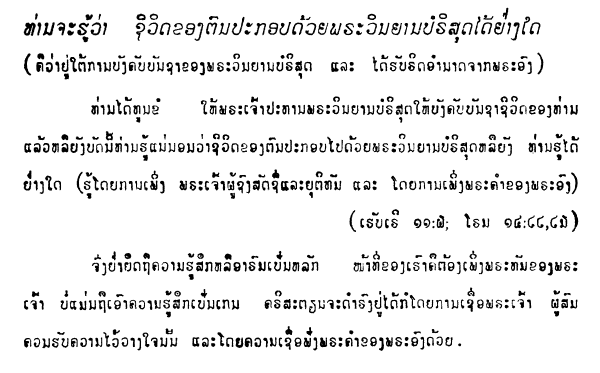 ທ່ານຈະຮູ້ວ່າ ຊີວິດຂອງຕົນປະກອບດ້ວຍພຣະວິນຍານບໍຣິສຸດໄດ້ຢ່າງໃດ
(ຄືວ່າຢູ່ໃຕ້ການບັງຄັບບັນຊາຂອງພຣະວິນຍານບໍຣິສຸດ ແລະ ໄດ້ຮັບຣິດອຳນາດຈາກພຣະອົງ)
ທ່ານໄດ້ທູນຂໍ ໃຫ້ພຣະເຈົ້າປະທານພຣະວິນຍານບໍຣິສຸດໃຫ້ບັງຄັບບັນຊາຊີວິດຂອງທ່ານ
ແລ້ວຫລືຍັງບັດນີ້ທ່ານຮູ້ແນ່ນອນວ່າຊີວິດຂອງຕົນປະກອບໄປດ້ວຍພຣະວິນຍານບໍຣິສຸດຫລືຍັງ ທ່ານຮູ້ໄດ້
ຢ່າງໃດ (ຮູ້ໂດຍການເພິ່ງ ພຣະເຈົ້າຜູ້ຊົງສັດຊື່ແລະຍຸຕິທັມ ແລະ ໂດຍການເພິ່ງພຣະຄຳຂອງພຣະອົງ)
(ເຮັບເຣີ ໑໑:໖; ໂຣມ ໑໔:໒໒,໒໓)
ຈົ່ງຢ່າຍຶດຖືຄວາມຮູ້ສຶກຫລືອາຣົມເປັນຫລັກ ໜ້າທີ່ຂອງເຮົາຄືຕ້ອງເພິ່ງພຣະທັມຂອງພຣະ
ເຈົ້າ ບໍ່ແມ່ນຖືເອົາຄວາມຮູ້ສຶກເປັນເກນ ຄຣິສະຕຽນຈະດຳຣົງຢູ່ໄດ້ກໍໂດຍການເຊື່ອພຣະເຈົ້າ ຜູ້ສົມ
ຄວນຮັບຄວາມໄວ້ວາງໃຈນັ້ນ ແລະໂດຍຄວາມເຊື່ອຟັງພຣະຄຳຂອງພຣະອົງດ້ວຍ.